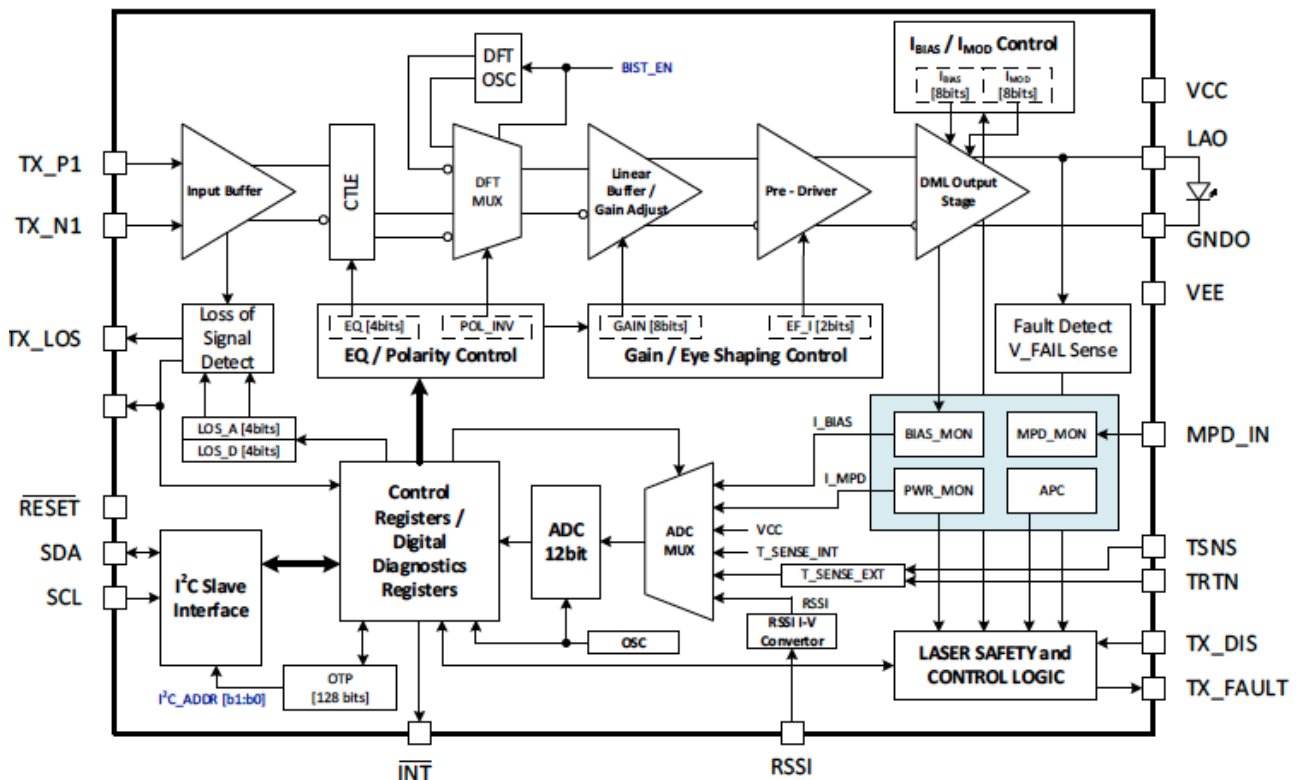 DFT
OSC
BIST_EN
I_BIAS / I_MOD Control
I_BIAS
[8bits]
I_MOD
[8bits]
VCC
LAO
TX_P1
Input Buffer
CTLE
DFT
MUX
Linear
Buffer /
Gain Adjust
Pre - Driver
DML Output
Stage
TX_N1
GNDO
VEE
TX_LOS
Loss of
Signal
Detect
EQ [4bits]
POL_INV
EQ / Polarity Control
GAIN [8bits]
EF_I [2bits]
Gain / Eye Shaping Control
Fault Detect
V_FAIL Sense
LOS_A [4bits]
LOS_D [4bits]
I_BIAS
BIAS_MON
MPD_MON
MPD_IN
I_MPD
PWR_MON
APC
RESET
Control
Registers /
Digital
Diagnostics
Registers
ADC
12bit
ADC
MUX
VCC
T_SENSE_INT
T_SENSE_EXT
TSNS
TRTN
SDA
SCL
I²C Slave
Interface
RSSI
RSSI I-V
Convertor
OSC
LASER SAFETY and
CONTROL LOGIC
TX_DIS
TX_FAULT
OTP
[128 bits]
I²C_ADDR [b1:b0]
INT
RSSI